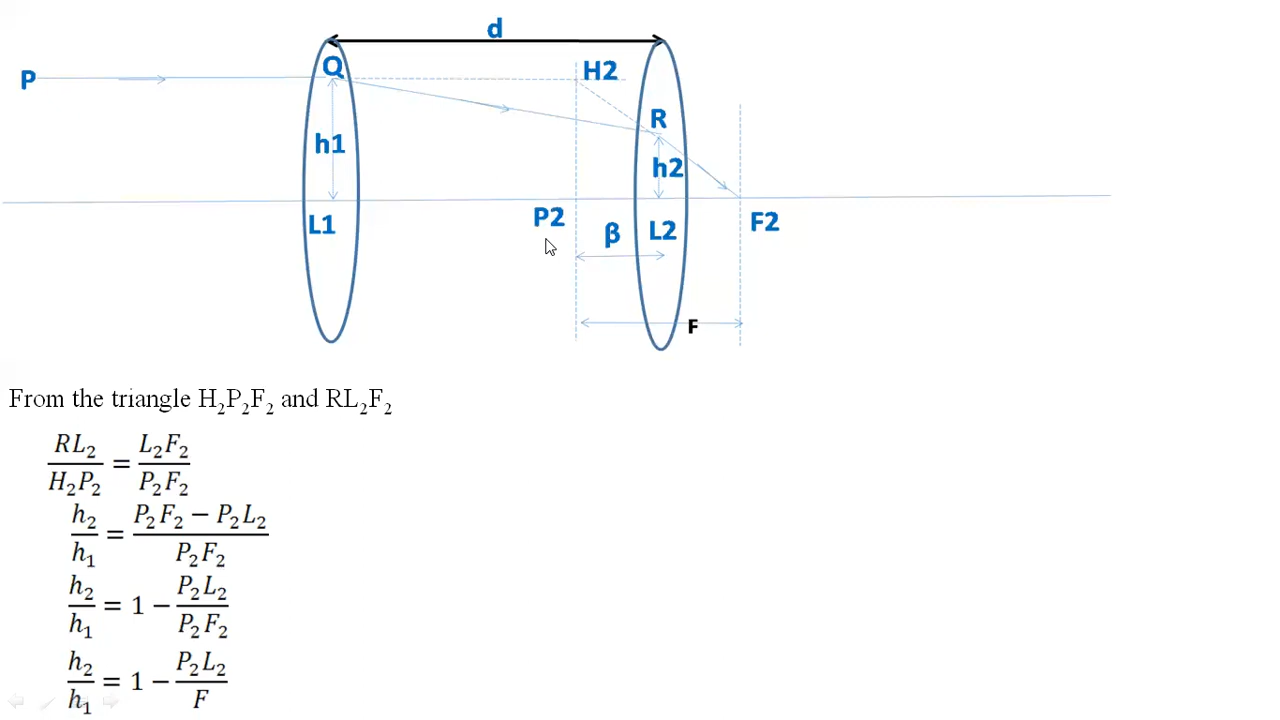 d
P
Q
H2
R
h1
h2
L1
P2
β
L2
F2
F
From the triangle H₂P₂F₂ and RL₂F₂
RL₂/H₂P₂ = L₂F₂/P₂F₂
h₂/h₁ = (P₂F₂ − P₂L₂)/P₂F₂
h₂/h₁ = 1 − P₂L₂/P₂F₂
h₂/h₁ = 1 − P₂L₂/F